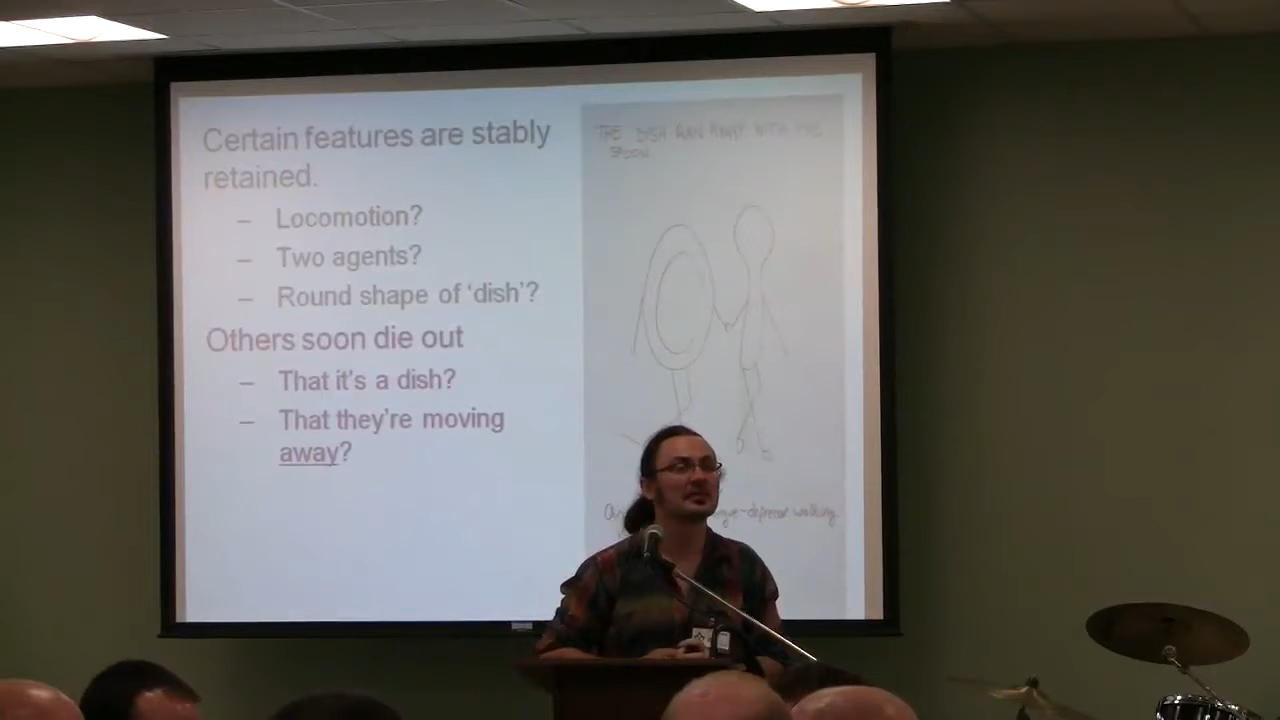 Certain features are stably
retained.
– Locomotion?
– Two agents?
– Round shape of 'dish'?
Others soon die out
– That it's a dish?
– That they're moving
away?
THE DISH RAN AWAY WITH THE
SPOON
walking